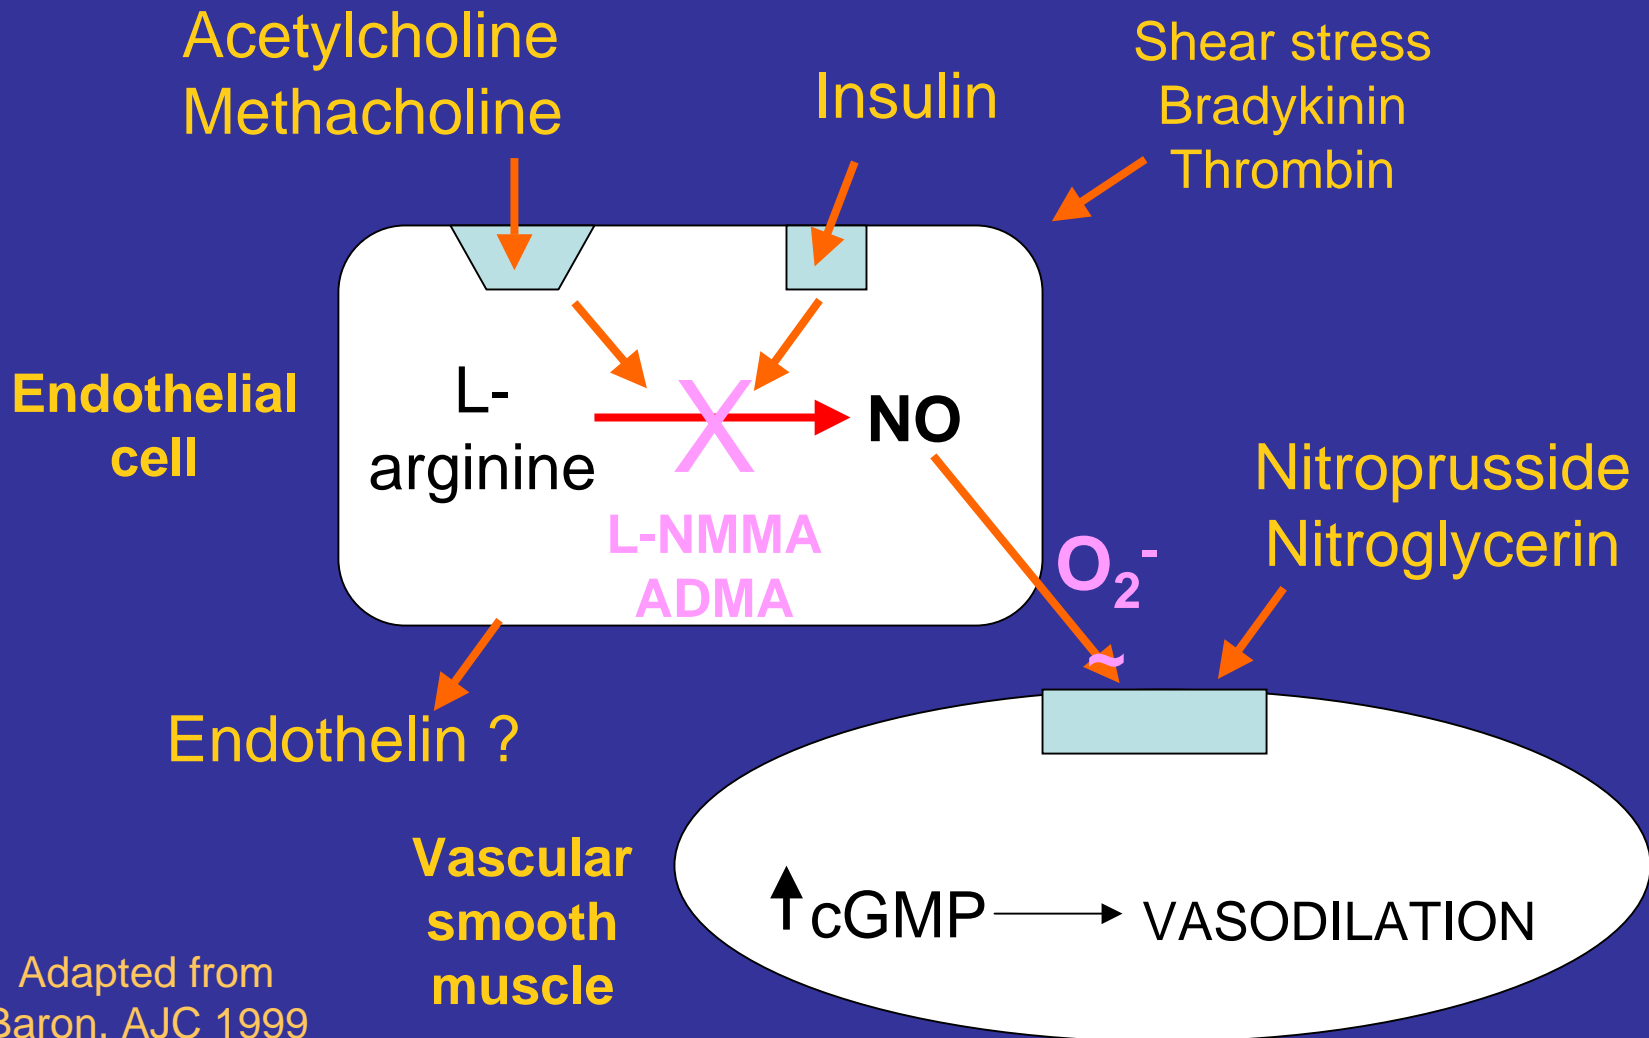 Acetylcholine
Methacholine
Insulin
Shear stress
Bradykinin
Thrombin
Endothelial
cell
L-
arginine
X
NO
L-NMMA
ADMA
O₂⁻
~
Nitroprusside
Nitroglycerin
Endothelin ?
Vascular
smooth
muscle
cGMP
VASODILATION
Adapted from
Baron, AJC 1999